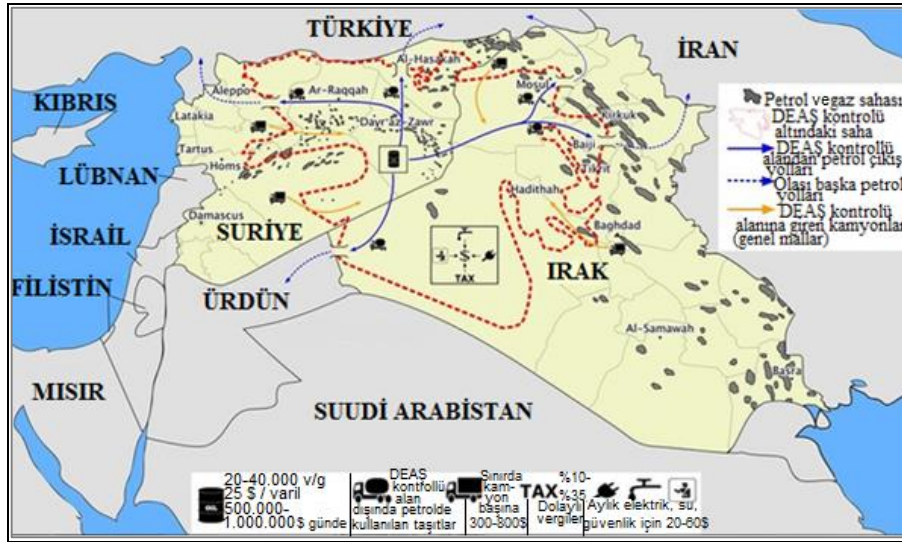 TÜRKİYE
İRAN
KIBRIS
LÜBNAN
İSRAİL
FİLİSTİN
SURİYE
ÜRDÜN
IRAK
MISIR
SUUDİ ARABİSTAN
Al-Hasakah
Aleppo
Ar-Raqqah
Mosul
Latakia
Dayr az-Zawr
Kirkuk
Tartus
Homs
Baiji
Tikrit
Hadithah
Damascus
Baghdad
Al-Samawah
Basra
$
TAX
Petrol ve gaz sahası
DEAŞ kontrolü
altındaki saha
DEAŞ kontrollü
alandan petrol çıkış
yolları
Olası başka petrol
yolları
DEAŞ kontrolü
alanına giren kamyonlar
(genel mallar)
OIL
20-40.000 v/g
25 $ / varil
500.000-
1.000.000$ günde
DEAŞ
kontrollü
alan
dışında petrolde
kullanılan taşıtlar
Sınırda
kam-
yon
başına
300-800$
TAX
%10-
%35
Dolaylı
vergiler
Aylık elektrik, su,
güvenlik için 20-60$